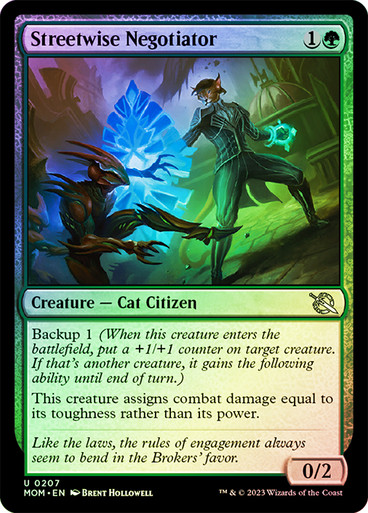 Streetwise Negotiator 1
Creature — Cat Citizen
Backup 1 (When this creature enters the
battlefield, put a +1/+1 counter on target creature.
If that's another creature, it gains the following
ability until end of turn.)
This creature assigns combat damage equal to
its toughness rather than its power.
Like the laws, the rules of engagement always
seem to bend in the Brokers' favor.
0/2
U 0207
MOM • EN Brent Hollowell
™ & © 2023 Wizards of the Coast